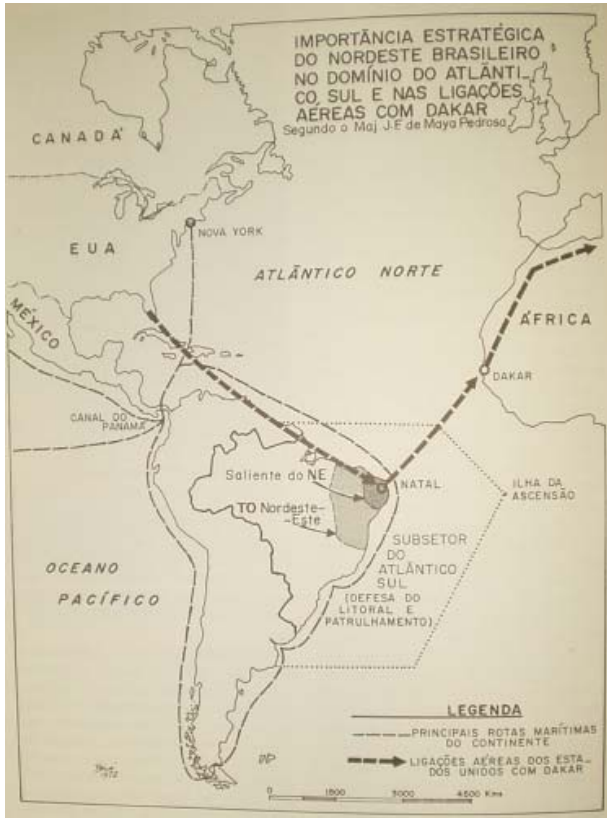 IMPORTÂNCIA ESTRATÉGICA
DO NORDESTE BRASILEIRO
NO DOMÍNIO DO ATLÂNTI_
CO SUL E NAS LIGAÇÕES
AÉREAS COM DAKAR
Segundo o Maj J.F de Maya Pedrosa
CANADÁ
NOVA YORK
EUA
ATLÂNTICO NORTE
MÉXICO
ÁFRICA
DAKAR
CANAL DO
PANAMÁ
Saliente do NE
NATAL
ILHA DA
ASCENSÃO
TO Nordeste-
-Este
SUBSETOR
DO
ATLÂNTICO
SUL
(DEFESA DO
LITORAL E
PATRULHAMENTO)
OCEANO
PACÍFICO
LEGENDA
PRINCIPAIS ROTAS MARÍTIMAS
DO CONTINENTE
LIGAÇÕES AÉREAS DOS ESTA_
DOS UNIDOS COM DAKAR
0 1500 3000 4500 Kms